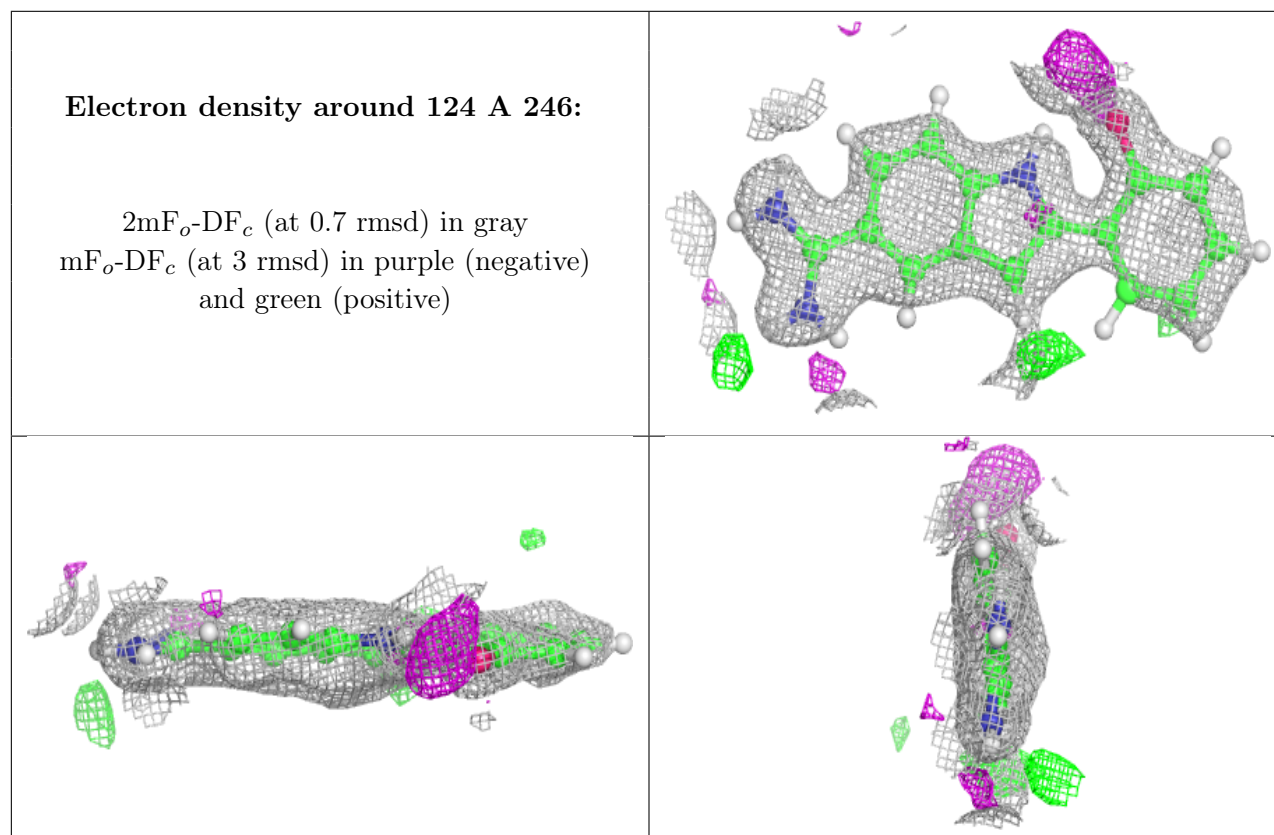 Electron density around 124 A 246:
2mFo-DFc (at 0.7 rmsd) in gray
mFo-DFc (at 3 rmsd) in purple (negative)
and green (positive)